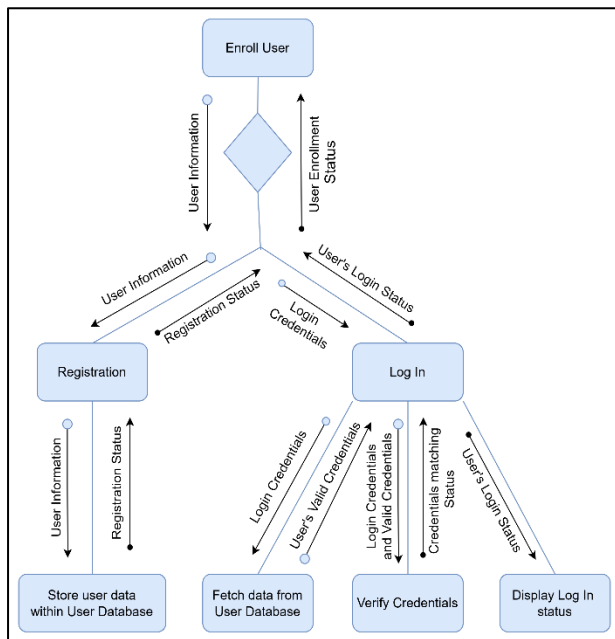 Enroll User
User Information
User Enrollment
Status
User Information
Registration Status
Login
Credentials
User's Login Status
Registration
Log In
User Information
Registration Status
Login Credentials
User's Valid Credentials
Login Credentials
and Valid Credentials
Credentials matching
Status
User's Login Status
Store user data
within User Database
Fetch data from
User Database
Verify Credentials
Display Log In
status